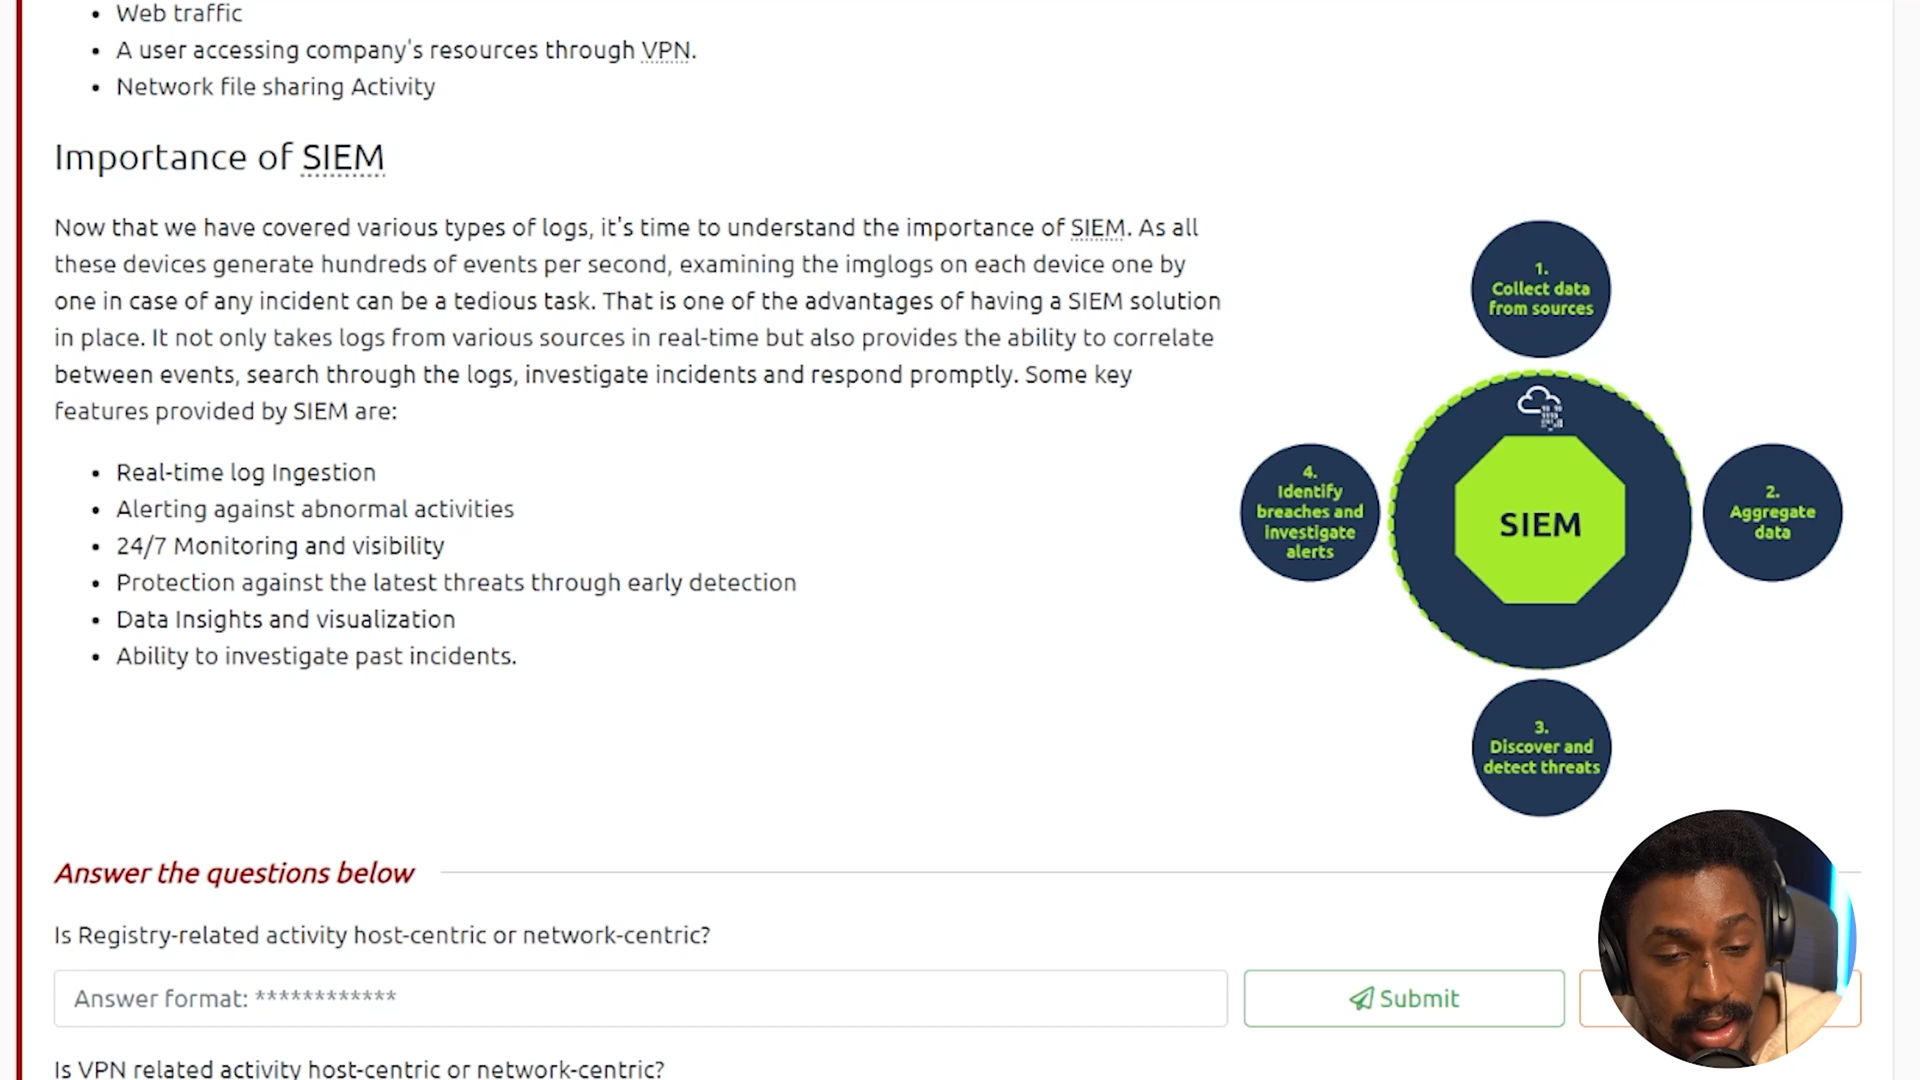 Web traffic
A user accessing company's resources through VPN.
Network file sharing Activity
Importance of SIEM
Now that we have covered various types of logs, it's time to understand the importance of SIEM. As all
these devices generate hundreds of events per second, examining the imglogs on each device one by
one in case of any incident can be a tedious task. That is one of the advantages of having a SIEM solution
in place. It not only takes logs from various sources in real-time but also provides the ability to correlate
between events, search through the logs, investigate incidents and respond promptly. Some key
features provided by SIEM are:
Real-time log Ingestion
Alerting against abnormal activities
24/7 Monitoring and visibility
Protection against the latest threats through early detection
Data Insights and visualization
Ability to investigate past incidents.
1.
Collect data
from sources
SIEM
2.
Aggregate
data
3.
Discover and
detect threats
4.
Identify
breaches and
investigate
alerts
Answer the questions below
Is Registry-related activity host-centric or network-centric?
Answer format: ************
Submit
Is VPN related activity host-centric or network-centric?